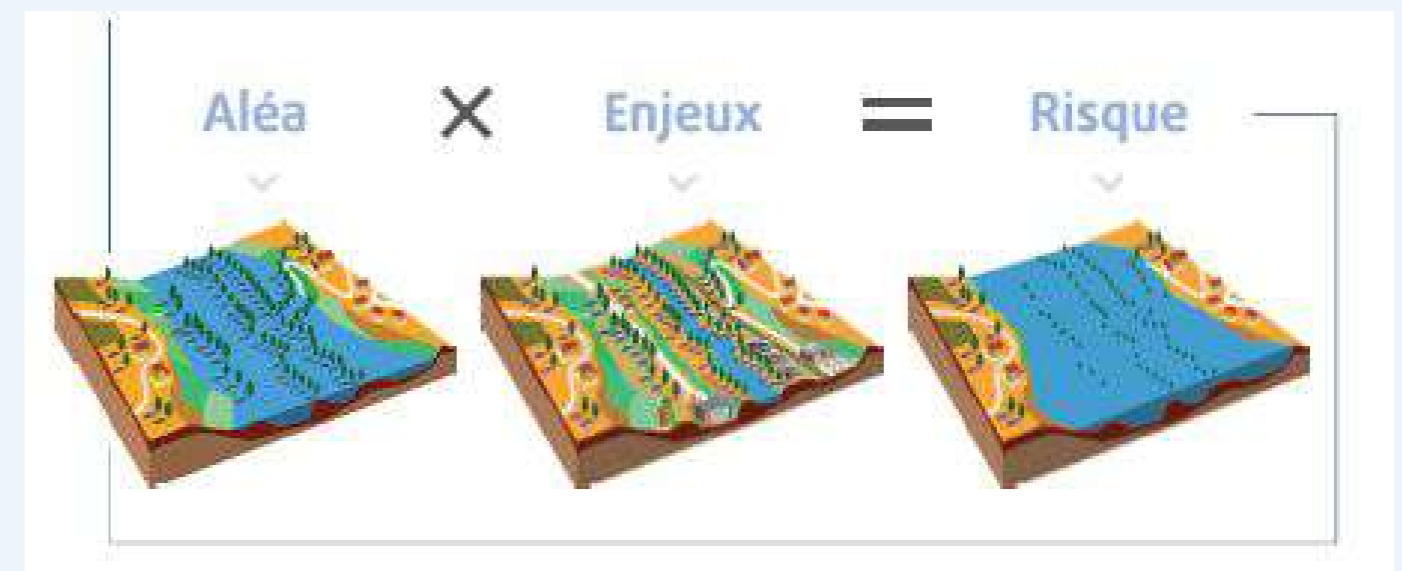 Aléa × Enjeux = Risque